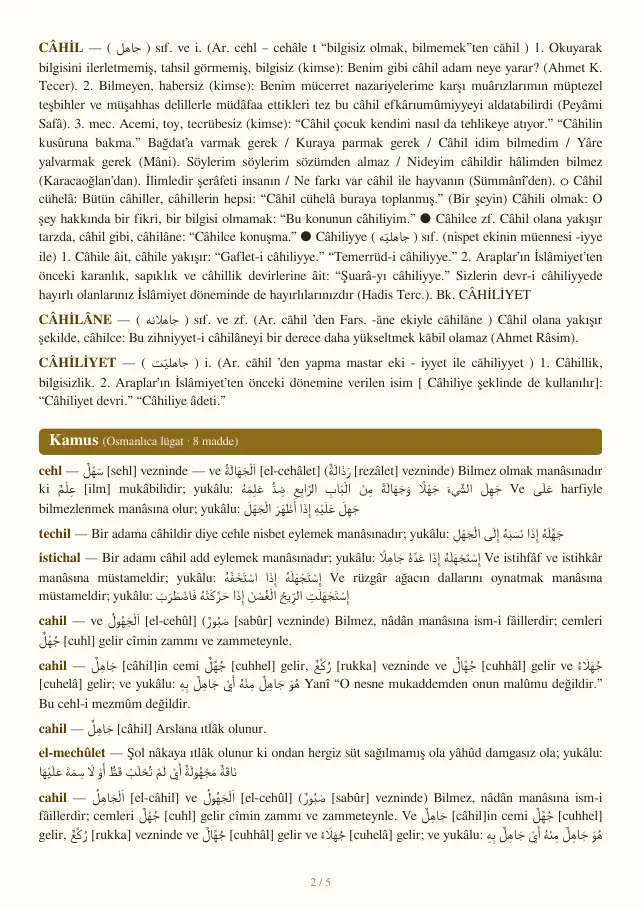 CÂHİL — ( جاهل ) sıf. ve i. (Ar. cehl – cehâle t “bilgisiz olmak, bilmemek”ten cāhil ) 1. Okuyarak
bilgisini ilerletmemiş, tahsil görmemiş, bilgisiz (kimse): Benim gibi câhil adam neye yarar? (Ahmet K.
Tecer). 2. Bilmeyen, habersiz (kimse): Benim mücerret nazariyelerime karşı muârızlarımın müptezel
teşbihler ve müşahhas delillerle müdâfaa ettikleri tez bu câhil efkârıumûmiyyeyi aldatabilirdi (Peyâmi
Safâ). 3. mec. Acemi, toy, tecrübesiz (kimse): “Câhil çocuk kendini nasıl da tehlikeye atıyor.” “Câhilin
kusûruna bakma.” Bağdat’a varmak gerek / Kuraya parmak gerek / Câhil idim bilmedim / Yâre
yalvarmak gerek (Mâni). Söylerim söylerim sözümden almaz / Nideyim câhildir hâlimden bilmez
(Karacaoğlan’dan). İlimledir şerâfeti insanın / Ne farkı var câhil ile hayvanın (Sümmânî’den). ѻ Câhil
cühelâ: Bütün câhiller, câhillerin hepsi: “Câhil cühelâ buraya toplanmış.” (Bir şeyin) Câhili olmak: O
şey hakkında bir fikri, bir bilgisi olmamak: “Bu konunun câhiliyim.” ● Câhilce zf. Câhil olana yakışır
tarzda, câhil gibi, câhilâne: “Câhilce konuşma.” ● Câhiliyye ( جاهليّه ) sıf. (nispet ekinin müennesi -iyye
ile) 1. Câhile âit, câhile yakışır: “Gaflet-i câhiliyye.” “Temerrüd-i câhiliyye.” 2. Araplar’ın İslâmiyet’ten
önceki karanlık, sapıklık ve câhillik devirlerine âit: “Şuarâ-yı câhiliyye.” Sizlerin devr-i câhiliyyede
hayırlı olanlarınız İslâmiyet döneminde de hayırlılarınızdır (Hadis Terc.). Bk. CÂHİLİYET
CÂHİLÂNE — ( جاهلانه ) sıf. ve zf. (Ar. cāhil ’den Fars. -āne ekiyle cāhilāne ) Câhil olana yakışır
şekilde, câhilce: Bu zihniyyet-i câhilâneyi bir derece daha yükseltmek kābil olamaz (Ahmet Râsim).
CÂHİLİYET — ( جاهليّت ) i. (Ar. cāhil ’den yapma mastar eki - iyyet ile cāhiliyyet ) 1. Câhillik,
bilgisizlik. 2. Araplar’ın İslâmiyet’ten önceki dönemine verilen isim [ Câhiliye şeklinde de kullanılır]:
“Câhiliyet devri.” “Câhiliye âdeti.”
Kamus (Osmanlıca lügat · 8 madde)
cehl — سَهْلٌ [sehl] vezninde — ve اَلْجَهَالَةُ [el-cehâlet] (رَذَالَةٌ [rezâlet] vezninde) Bilmez olmak manâsınadır
ki عِلْمٌ [ilm] mukâbilidir; yukâlu: جَهِلَ الشَّيءَ جَهْلًا وَجَهَالَةً مِنْ الْبَابِ الرَّابِعِ ضِدُّ عَلِمَهُ Ve عَلَى harfiyle
bilmezlenmek manâsına olur; yukâlu: جَهِلَ عَلَيْهِ إِذَا أَظْهَرَ الْجَهْلَ
techil — Bir adama câhildir diye cehle nisbet eylemek manâsınadır; yukâlu: جَهَّلَهُ إِذَا نَسَبَهُ إِلَى الْجَهْلِ
istichal — Bir adamı câhil add eylemek manâsınadır; yukâlu: إِسْتَجْهَلَهُ إِذَا عَدَّهُ جَاهِلًا Ve istihfâf ve istihkâr
manâsına müstameldir; yukâlu: إِسْتَجْهَلَهُ إِذَا اسْتَخَفَّهُ Ve rüzgâr ağacın dallarını oynatmak manâsına
müstameldir; yukâlu: إِسْتَجْهَلَتِ الرِّيحُ الْغُصْنَ إِذَا حَرَّكَتْهُ فَاضْطَرَبَ
cahil — ve اَلْجَهُولُ [el-cehûl] (صَبُورٌ [sabûr] vezninde) Bilmez, nâdân manâsına ism-i fâillerdir; cemleri
جُهْلٌ [cuhl] gelir cîmin zammı ve zammeteynle.
cahil — جَاهِلٌ [câhil]in cemi جُهَّلٌ [cuhhel] gelir, رُكَّعٌ [rukka] vezninde ve جُهَّالٌ [cuhhâl] gelir ve جُهَلَاءُ
[cuhelâ] gelir; ve yukâlu: هُوَ جَاهِلٌ مِنْهُ أَيْ جَاهِلٌ بِهِ Yanî “O nesne mukaddemden onun malûmu değildir.”
Bu cehl-i mezmûm değildir.
cahil — جَاهِلٌ [câhil] Arslana ıtlâk olunur.
el-mechûlet — Şol nâkaya ıtlâk olunur ki ondan hergiz süt sağılmamış ola yâhûd damgasız ola; yukâlu:
نَاقَةٌ مَجْهُولَةٌ أَيْ لَمْ تُحْلَبْ قَطُّ أَوْ لَا سِمَةَ عَلَيْهَا
cahil — اَلْجَاهِلُ [el-câhil] ve اَلْجَهُولُ [el-cehûl] (صَبُورٌ [sabûr] vezninde) Bilmez, nâdân manâsına ism-i
fâillerdir; cemleri جُهْلٌ [cuhl] gelir cîmin zammı ve zammeteynle. Ve جَاهِلٌ [câhil]in cemi جُهَّلٌ [cuhhel]
gelir, رُكَّعٌ [rukka] vezninde ve جُهَّالٌ [cuhhâl] gelir ve جُهَلَاءُ [cuhelâ] gelir; ve yukâlu: هُوَ جَاهِلٌ مِنْهُ أَيْ جَاهِلٌ بِهِ
2 / 5